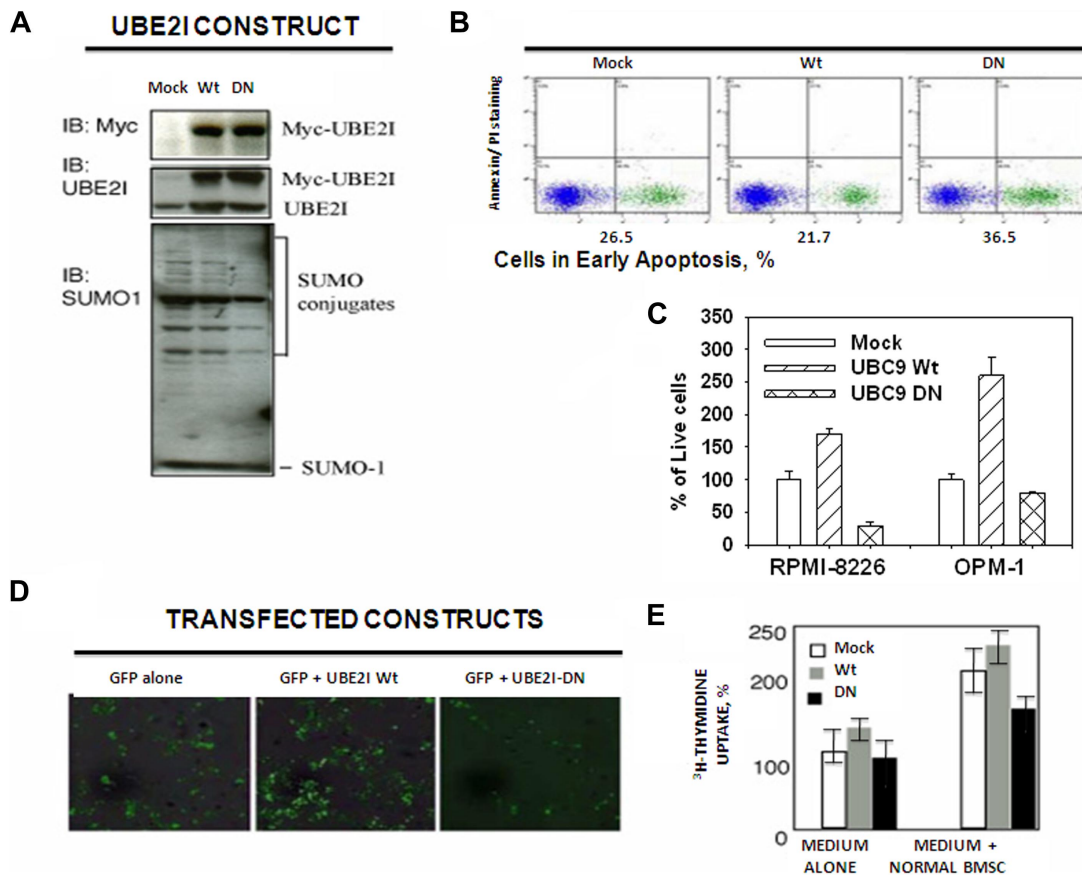 A
UBE2I CONSTRUCT
Mock Wt DN
IB: Myc
Myc-UBE2I
IB:
UBE2I
Myc-UBE2I
UBE2I
IB:
SUMO1
SUMO
conjugates
SUMO-1
B
Mock Wt DN
Annexin/ PI staining
26.5 21.7 36.5
Cells in Early Apoptosis, %
C
% of Live cells
350
300
250
200
150
100
50
0
Mock
UBC9 Wt
UBC9 DN
RPMI-8226 OPM-1
D
TRANSFECTED CONSTRUCTS
GFP alone GFP + UBE2I Wt GFP + UBE2I-DN
E
³H-THYMIDINE
UPTAKE, %
250
200
100
0
Mock
Wt
DN
MEDIUM
ALONE
MEDIUM +
NORMAL BMSC